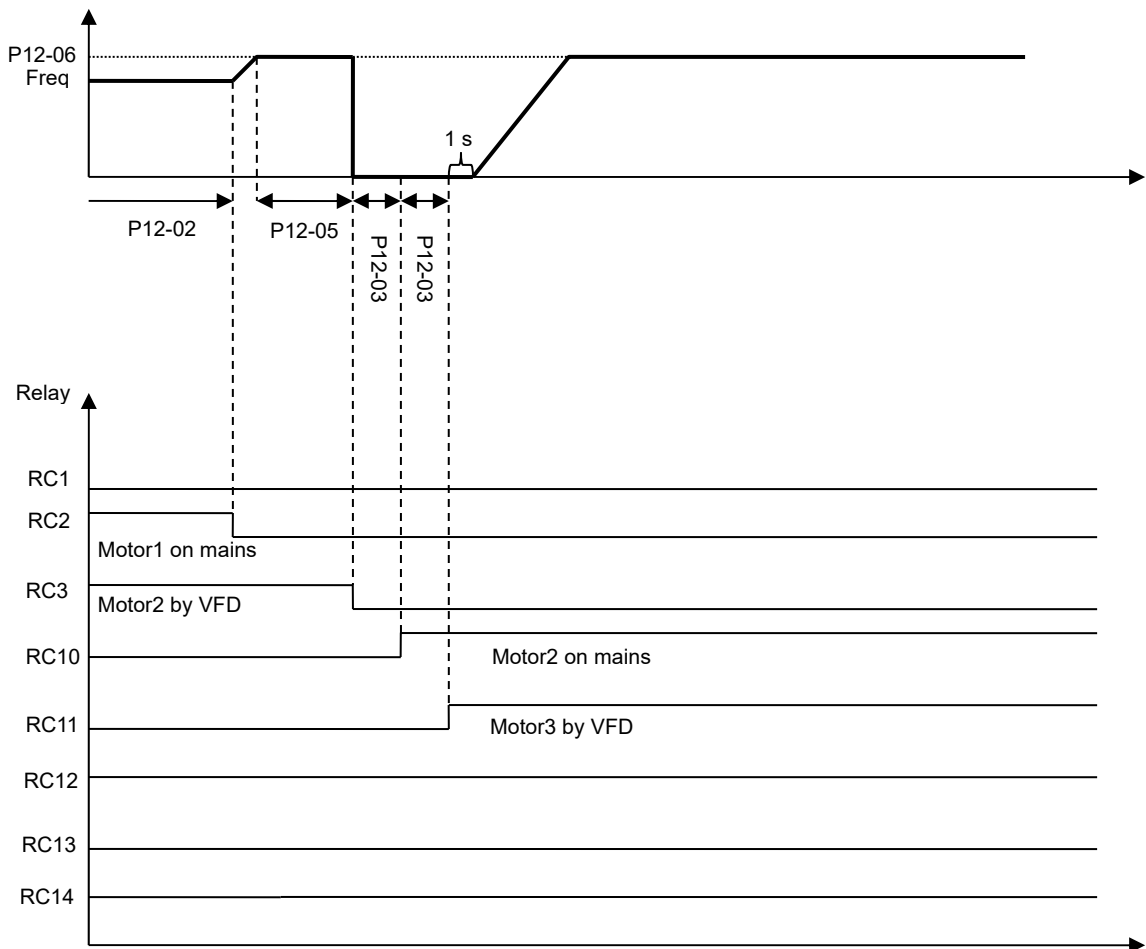 P12-06
Freq
1 s
P12-02
P12-05
P12-03
P12-03
Relay
RC1
RC2
Motor1 on mains
RC3
Motor2 by VFD
RC10
Motor2 on mains
RC11
Motor3 by VFD
RC12
RC13
RC14